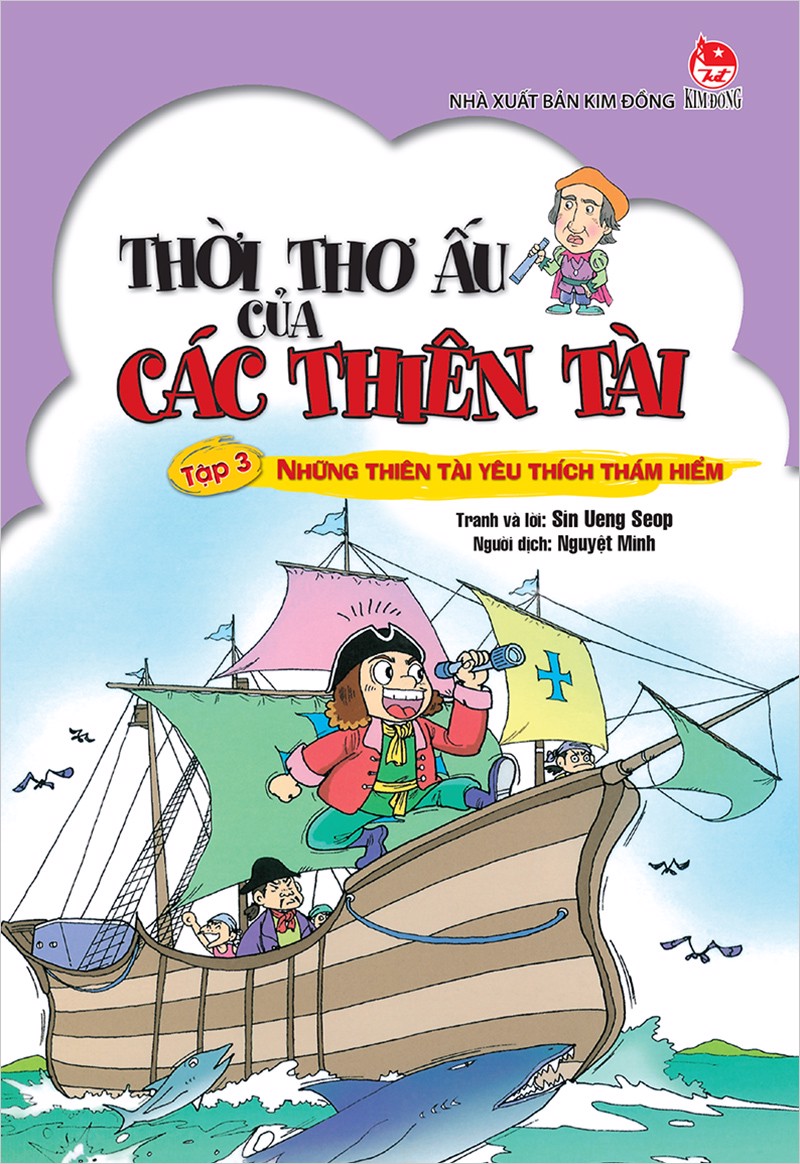 NHÀ XUẤT BẢN KIM ĐỒNG
Kđ
KIM ĐỒNG
THỜI THƠ ẤU
CỦA
CÁC THIÊN TÀI
Tập 3 NHỮNG THIÊN TÀI YÊU THÍCH THÁM HIỂM
Tranh và lời: Sin Ueng Seop
Người dịch: Nguyệt Minh